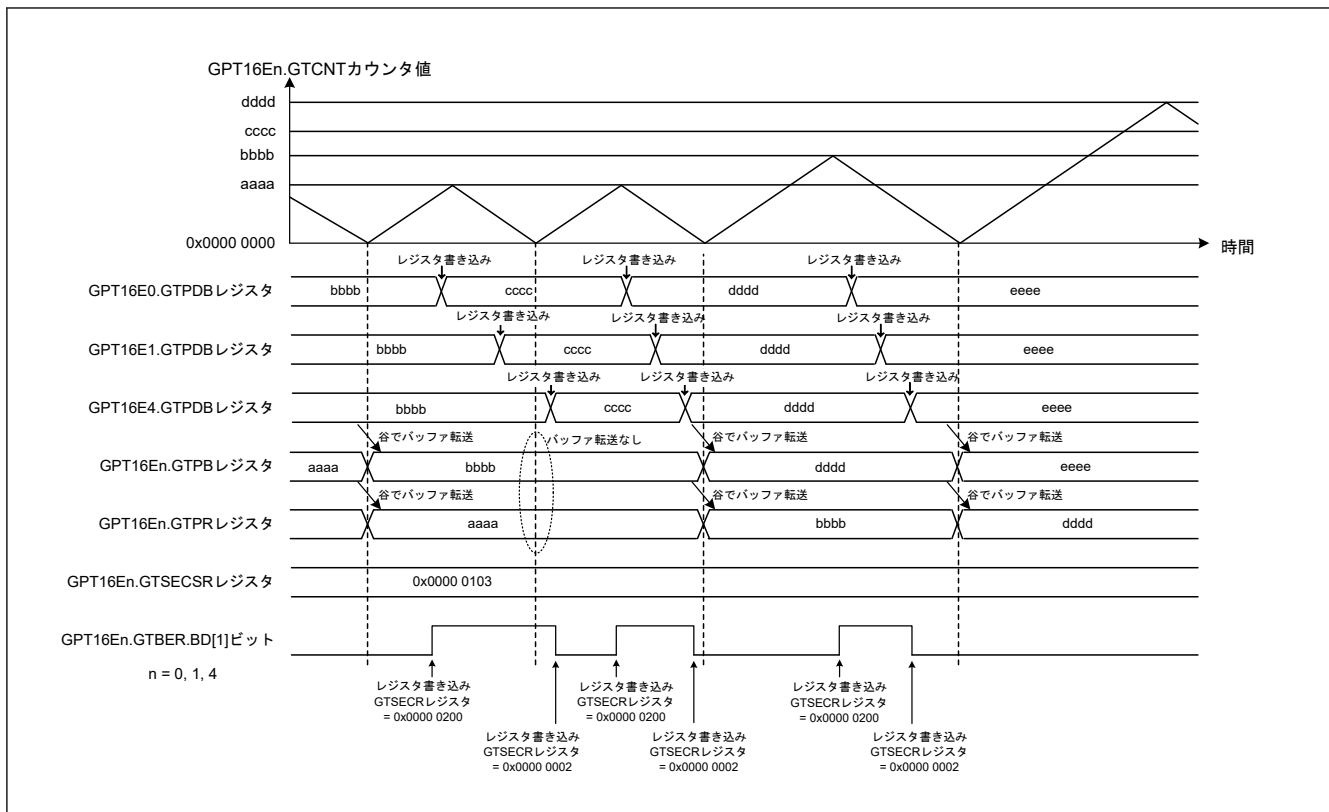 GPT16En.GTCNTカウンタ値
dddd
cccc
bbbb
aaaa
0x0000 0000
時間
レジスタ書き込み レジスタ書き込み レジスタ書き込み
GPT16E0.GTPDBレジスタ bbbb cccc dddd eeee
レジスタ書き込み レジスタ書き込み レジスタ書き込み
GPT16E1.GTPDBレジスタ bbbb cccc dddd eeee
レジスタ書き込み レジスタ書き込み レジスタ書き込み
GPT16E4.GTPDBレジスタ bbbb cccc dddd eeee
谷でバッファ転送 バッファ転送なし 谷でバッファ転送 谷でバッファ転送
GPT16En.GTPBレジスタ aaaa bbbb dddd eeee
谷でバッファ転送 谷でバッファ転送 谷でバッファ転送
GPT16En.GTPRレジスタ aaaa bbbb dddd
GPT16En.GTSECSRレジスタ 0x0000 0103
GPT16En.GTBER.BD[1]ビット
n = 0, 1, 4
レジスタ書き込み レジスタ書き込み レジスタ書き込み
GTSECRレジスタ GTSECRレジスタ GTSECRレジスタ
= 0x0000 0200 = 0x0000 0200 = 0x0000 0200
レジスタ書き込み レジスタ書き込み レジスタ書き込み
GTSECRレジスタ GTSECRレジスタ GTSECRレジスタ
= 0x0000 0002 = 0x0000 0002 = 0x0000 0002